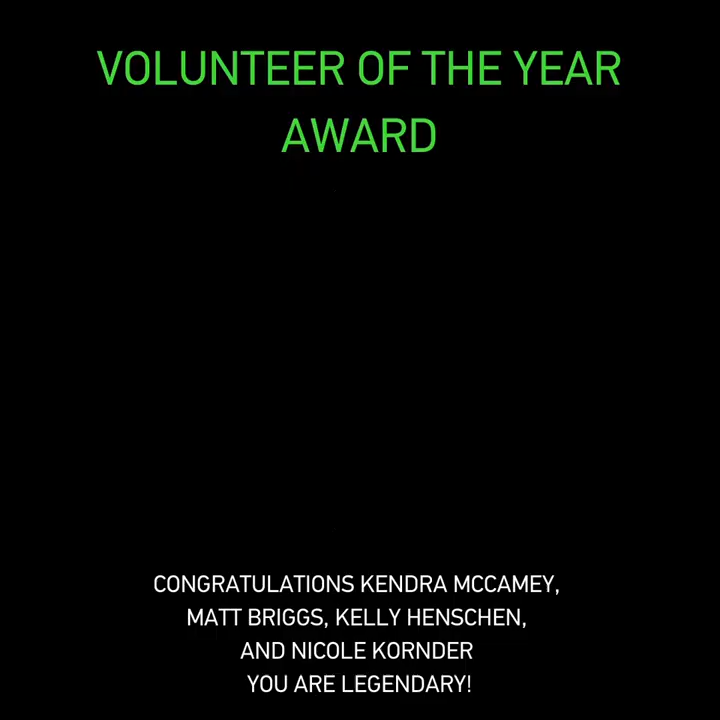 VOLUNTEER OF THE YEAR
AWARD
CONGRATULATIONS KENDRA MCCAMEY,
MATT BRIGGS, KELLY HENSCHEN,
AND NICOLE KORNDER
YOU ARE LEGENDARY!